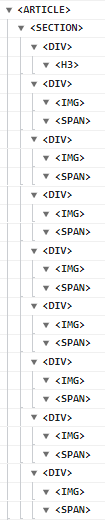 <ARTICLE>
<SECTION>
<DIV>
<H3>
<DIV>
<IMG>
<SPAN>
<DIV>
<IMG>
<SPAN>
<DIV>
<IMG>
<SPAN>
<DIV>
<IMG>
<SPAN>
<DIV>
<IMG>
<SPAN>
<DIV>
<IMG>
<SPAN>
<DIV>
<IMG>
<SPAN>
<DIV>
<IMG>
<SPAN>